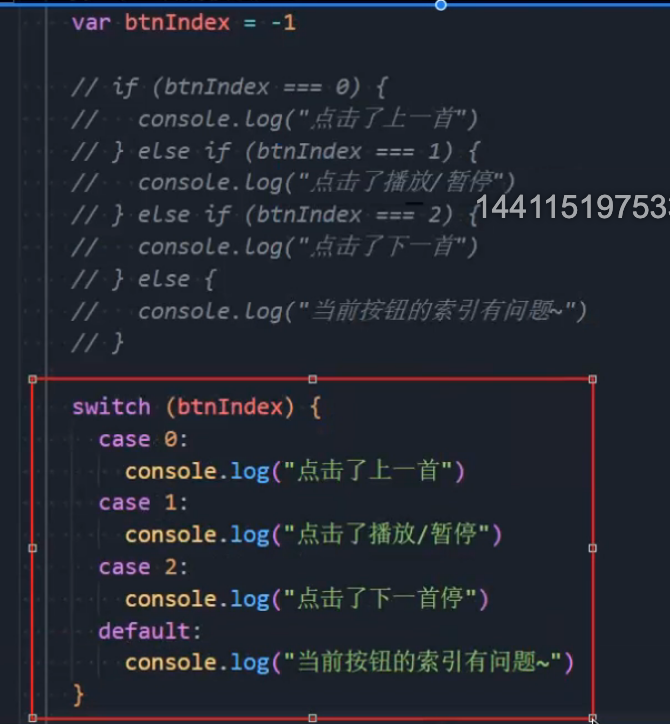 var btnIndex = -1
// if (btnIndex === 0) {
//   console.log("点击了上一首")
// } else if (btnIndex === 1) {
//   console.log("点击了播放/暂停")
// } else if (btnIndex === 2) {
144115197533
//   console.log("点击了下一首")
// } else {
//   console.log("当前按钮的索引有问题~")
// }
switch (btnIndex) {
case 0:
console.log("点击了上一首")
case 1:
console.log("点击了播放/暂停")
case 2:
console.log("点击了下一首停")
default:
console.log("当前按钮的索引有问题~")
}